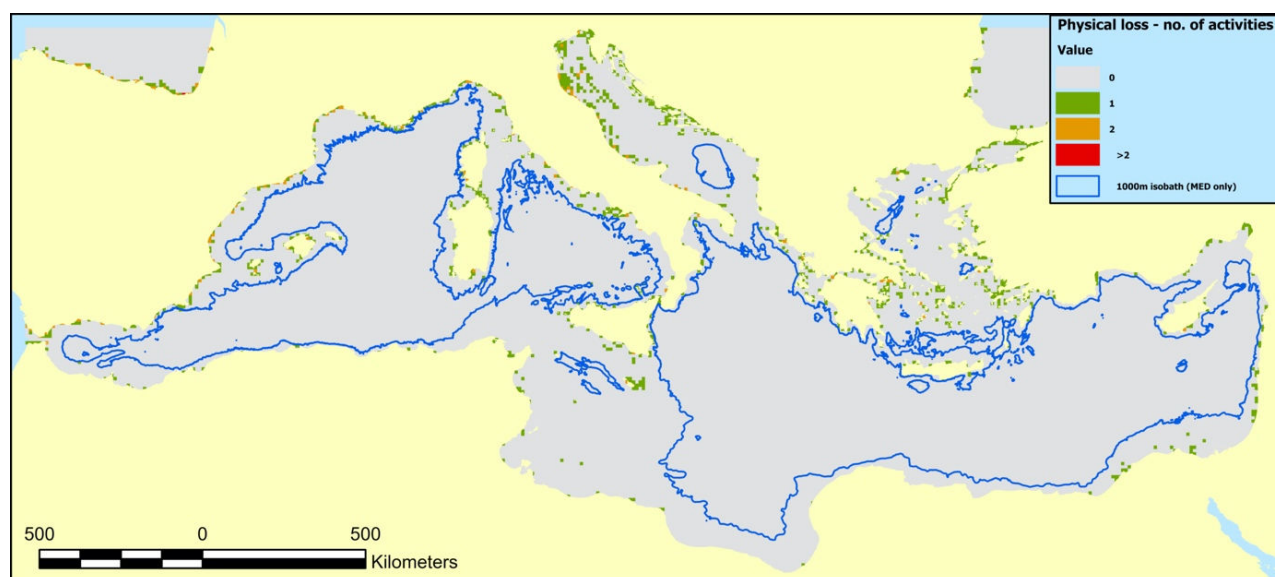 Physical loss - no. of activities
Value
0
1
2
>2
1000m isobath (MED only)
500 0 500
Kilometers